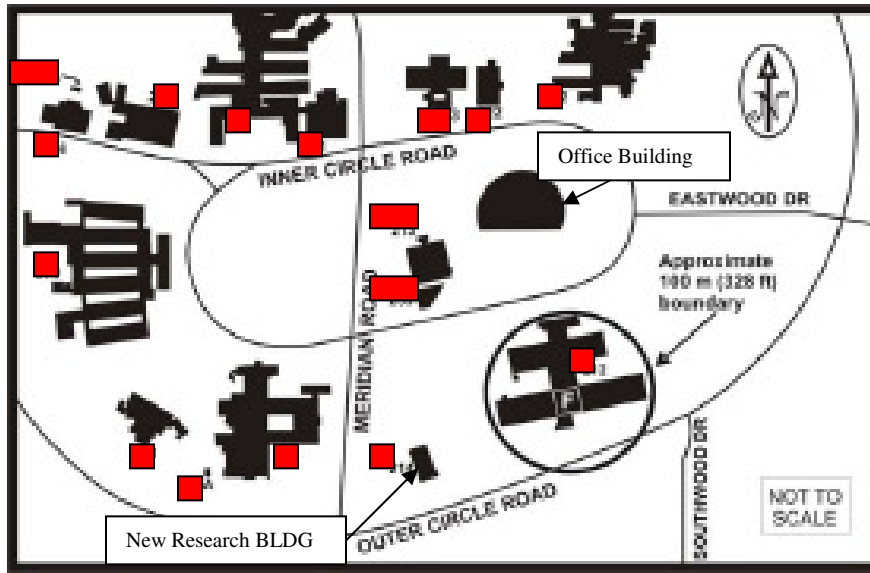 Office Building
INNER CIRCLE ROAD
EASTWOOD DR
Approximate
100 m (328 ft)
boundary
MERIDIAN ROAD
F
SOUTHWOOD DR
OUTER CIRCLE ROAD
NOT TO
SCALE
New Research BLDG